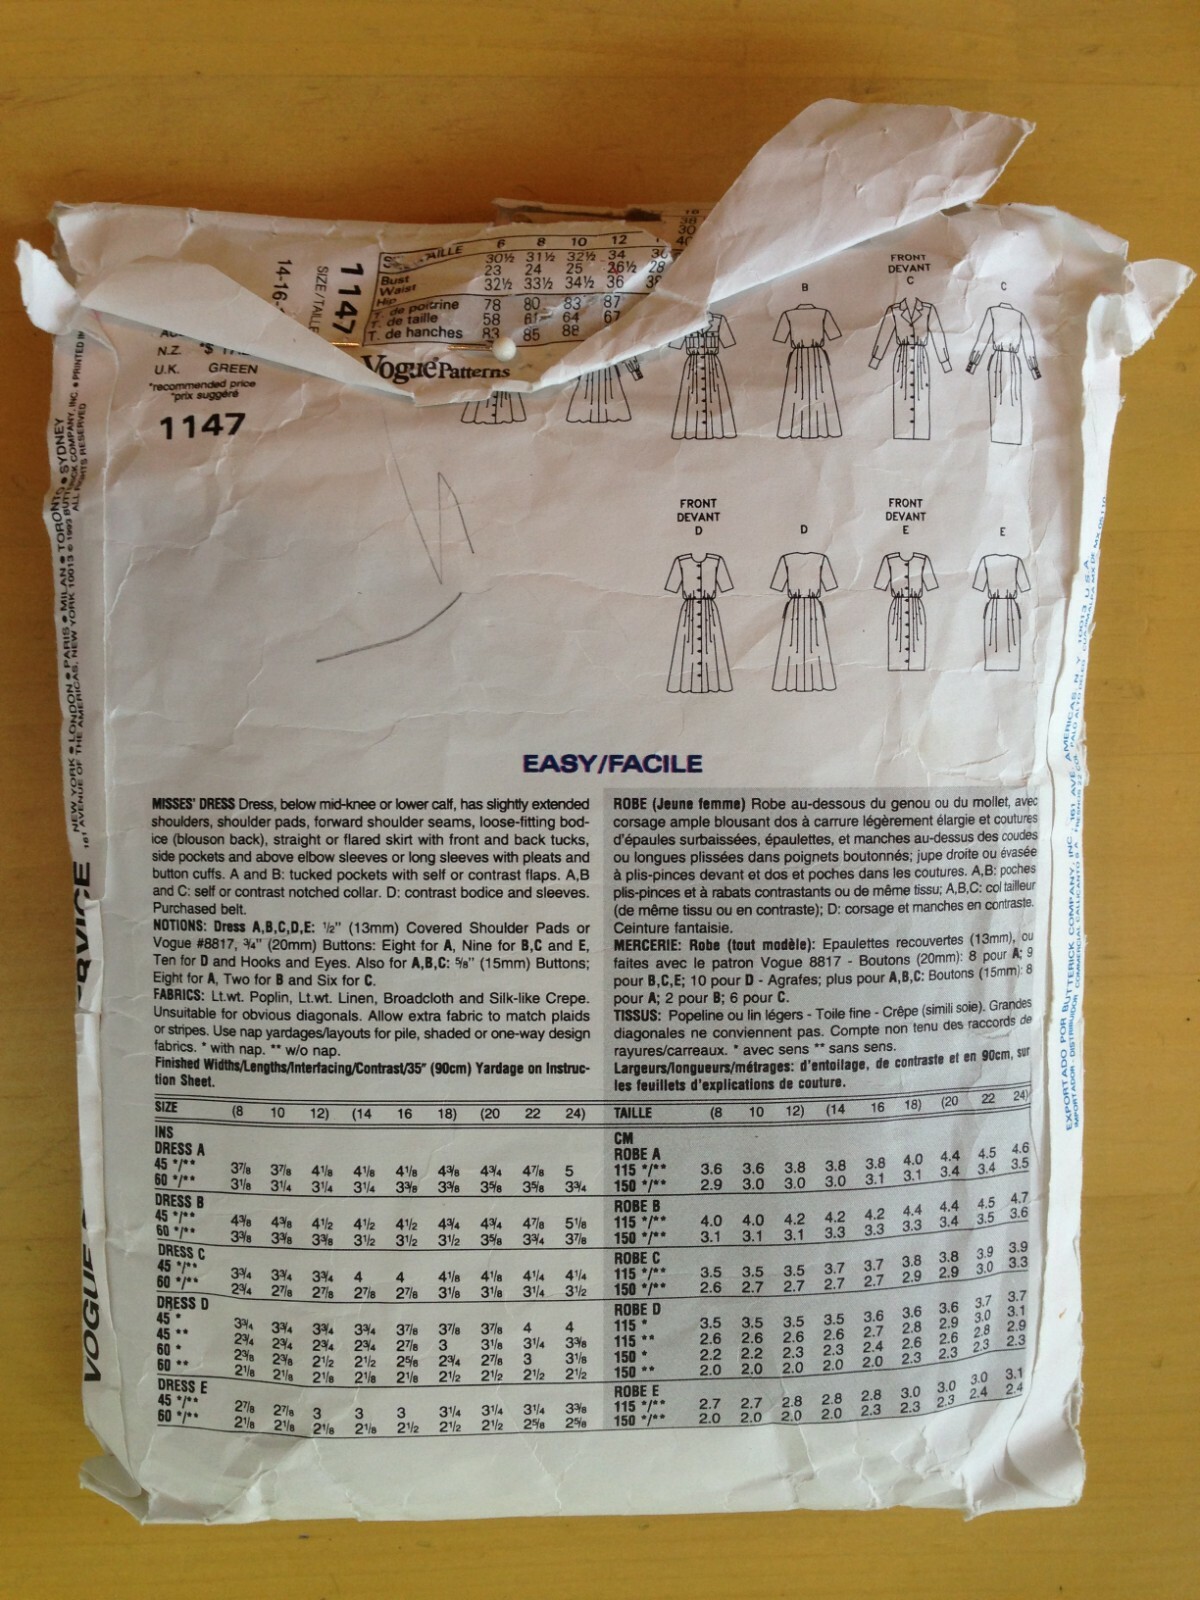 14-16-
SIZE/TAILLE
1147
6 8 10 12
TAILLE
Bust 30½ 31½ 32½ 34
Waist 23 24 25 26½ 28
Hip 32½ 33½ 34½ 36
T. de poitrine 78 80 83 87
T. de taille 58 61 64 67
T. de hanches 83 85 88
Vogue Patterns
N.Z. *$
U.K. GREEN
*recommended price
*prix suggéré
1147
B
FRONT
DEVANT
C
C
FRONT
DEVANT
D
D
FRONT
DEVANT
E
E
EASY/FACILE
MISSES' DRESS Dress, below mid-knee or lower calf, has slightly extended
shoulders, shoulder pads, forward shoulder seams, loose-fitting bod-
ice (blouson back), straight or flared skirt with front and back tucks,
side pockets and above elbow sleeves or long sleeves with pleats and
button cuffs. A and B: tucked pockets with self or contrast flaps. A,B
and C: self or contrast notched collar. D: contrast bodice and sleeves.
Purchased belt.
NOTIONS: Dress A,B,C,D,E: ½" (13mm) Covered Shoulder Pads or
Vogue #8817, ¾" (20mm) Buttons: Eight for A, Nine for B,C and E,
Ten for D and Hooks and Eyes. Also for A,B,C: ⅝" (15mm) Buttons;
Eight for A, Two for B and Six for C.
FABRICS: Lt.wt. Poplin, Lt.wt. Linen, Broadcloth and Silk-like Crepe.
Unsuitable for obvious diagonals. Allow extra fabric to match plaids
or stripes. Use nap yardages/layouts for pile, shaded or one-way design
fabrics. * with nap. ** w/o nap.
Finished Widths/Lengths/Interfacing/Contrast/35" (90cm) Yardage on Instruc-
tion Sheet.
SIZE (8 10 12) (14 16 18) (20 22 24)
INS
DRESS A
45 */** 3⅞ 3⅞ 4⅛ 4⅛ 4⅛ 4⅜ 4¾ 4⅞ 5
60 */** 3⅛ 3¼ 3¼ 3¼ 3⅜ 3⅜ 3⅝ 3⅝ 3¾
DRESS B
45 */** 4⅜ 4⅜ 4½ 4½ 4½ 4¾ 4¾ 4⅞ 5⅛
60 */** 3⅜ 3⅜ 3⅜ 3½ 3½ 3½ 3⅝ 3¾ 3⅞
DRESS C
45 */** 3¾ 3¾ 3¾ 4 4 4⅛ 4⅛ 4¼ 4¼
60 */** 2¾ 2⅞ 2⅞ 2⅞ 2⅞ 3⅛ 3⅛ 3¼ 3½
DRESS D
45 * 3¾ 3¾ 3¾ 3¾ 3⅞ 3⅞ 3⅞ 4 4
45 ** 2¾ 2¾ 2¾ 2¾ 2⅞ 3 3⅛ 3¼ 3⅜
60 * 2⅜ 2⅜ 2½ 2½ 2⅝ 2¾ 2⅞ 3 3⅛
60 ** 2⅛ 2⅛ 2⅛ 2⅛ 2⅛ 2½ 2½ 2½ 2½
DRESS E
45 */** 2⅞ 2⅞ 3 3 3 3¼ 3¼ 3¼ 3⅜
60 */** 2⅛ 2⅛ 2⅛ 2⅛ 2½ 2½ 2½ 2⅝ 2⅝
ROBE (Jeune femme) Robe au-dessous du genou ou du mollet, avec
corsage ample blousant dos à carrure légèrement élargie et coutures
d'épaules surbaissées, épaulettes, et manches au-dessus des coudes
ou longues plissées dans poignets boutonnés; jupe droite ou évasée
à plis-pinces devant et dos et poches dans les coutures. A,B: poches
plis-pinces et à rabats contrastants ou de même tissu; A,B,C: col tailleur
(de même tissu ou en contraste); D: corsage et manches en contraste.
Ceinture fantaisie.
MERCERIE: Robe (tout modèle): Epaulettes recouvertes (13mm), ou
faites avec le patron Vogue 8817 - Boutons (20mm): 8 pour A; 9
pour B,C,E; 10 pour D - Agrafes; plus pour A,B,C: Boutons (15mm): 8
pour A; 2 pour B; 6 pour C.
TISSUS: Popeline ou lin légers - Toile fine - Crêpe (simili soie). Grandes
diagonales ne conviennent pas. Compte non tenu des raccords de
rayures/carreaux. * avec sens ** sans sens.
Largeurs/longueurs/métrages: d'entoilage, de contraste et en 90cm, sur
les feuillets d'explications de couture.
TAILLE (8 10 12) (14 16 18) (20 22 24)
CM
ROBE A
115 */** 3.6 3.6 3.8 3.8 3.8 4.0 4.4 4.5 4.6
150 */** 2.9 3.0 3.0 3.0 3.1 3.1 3.4 3.4 3.5
ROBE B
115 */** 4.0 4.0 4.2 4.2 4.2 4.4 4.4 4.5 4.7
150 */** 3.1 3.1 3.1 3.3 3.3 3.3 3.4 3.5 3.6
ROBE C
115 */** 3.5 3.5 3.5 3.7 3.7 3.8 3.8 3.9 3.9
150 */** 2.6 2.7 2.7 2.7 2.7 2.9 2.9 3.0 3.3
ROBE D
115 * 3.5 3.5 3.5 3.5 3.6 3.6 3.6 3.7 3.7
115 ** 2.6 2.6 2.6 2.6 2.7 2.8 2.9 3.0 3.1
150 * 2.2 2.2 2.3 2.3 2.4 2.6 2.6 2.8 2.9
150 ** 2.0 2.0 2.0 2.0 2.0 2.3 2.3 2.3 2.3
ROBE E
115 */** 2.7 2.7 2.8 2.8 2.8 3.0 3.0 3.0 3.1
150 */** 2.0 2.0 2.0 2.0 2.3 2.3 2.3 2.4 2.4
NEW YORK • LONDON • PARIS • MILAN • TORONTO • SYDNEY
161 AVENUE OF THE AMERICAS, NEW YORK, NEW YORK 10013 © 1993 BUTTERICK COMPANY, INC. • PRINTED IN
ALL RIGHTS RESERVED
VOGUE
EXPORTADO POR BUTTERICK COMPANY, INC. 161 AVE. AMERICAS, N.Y. 10013 U.S.A.